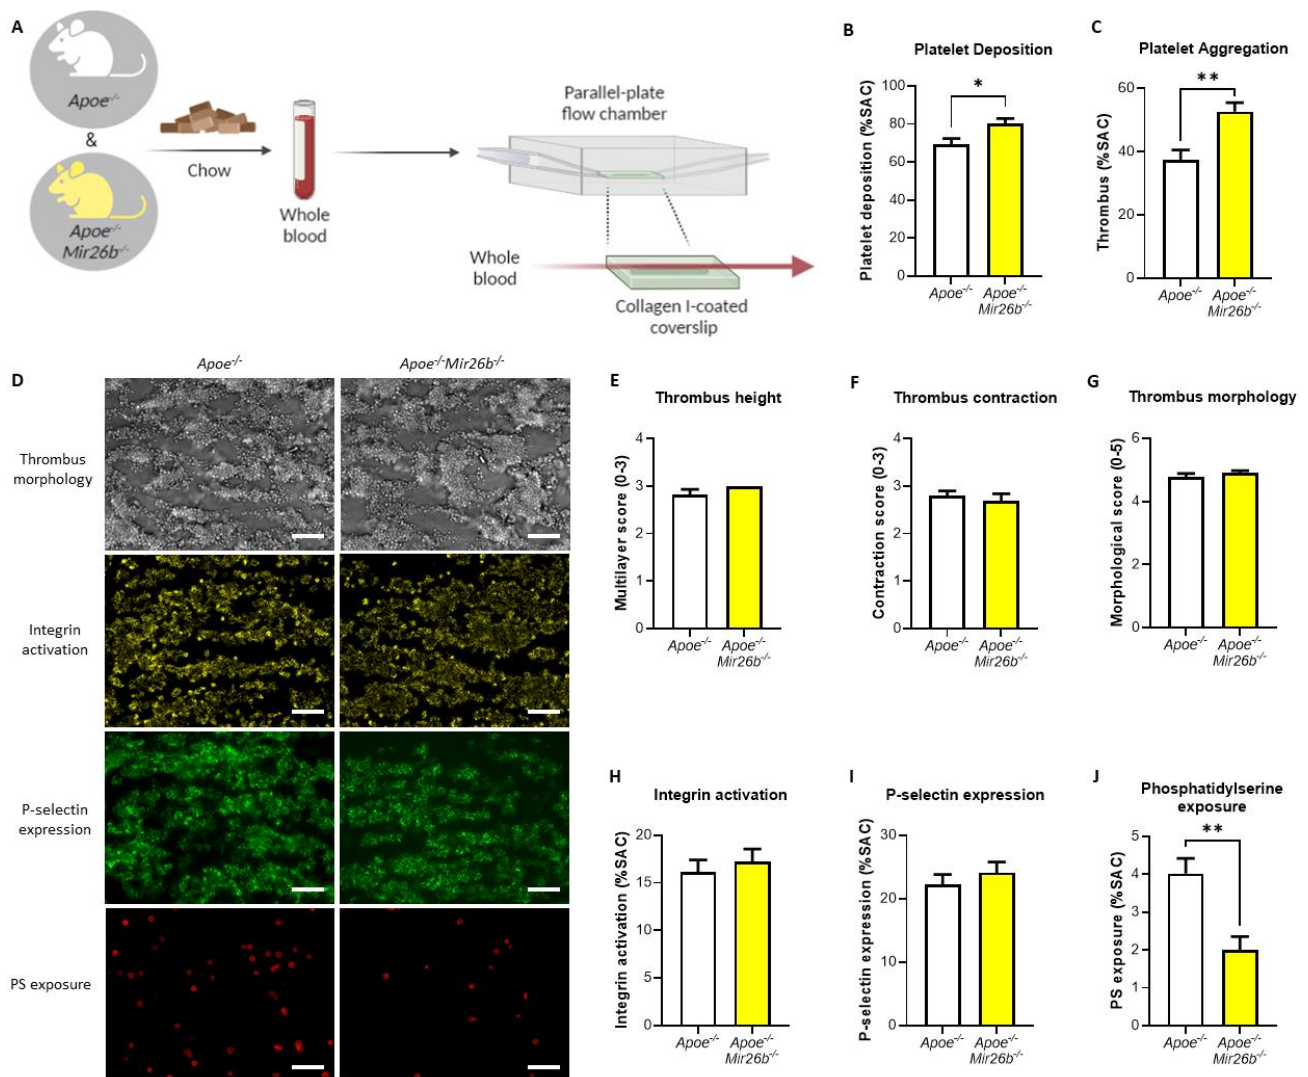 A
Apoe-/-
&
Apoe-/-
Mir26b-/-
Chow
Whole
blood
Parallel-plate
flow chamber
Whole
blood
Collagen I-coated
coverslip
B
Platelet Deposition
Platelet deposition (%SAC)
100
80
60
40
20
0
*
Apoe-/-
Apoe-/-
Mir26b-/-
C
Platelet Aggregation
Thrombus (%SAC)
60
40
20
0
**
Apoe-/-
Apoe-/-
Mir26b-/-
D
Apoe-/-
Apoe-/-Mir26b-/-
Thrombus
morphology
Integrin
activation
P-selectin
expression
PS exposure
E
Thrombus height
Multilayer score (0-3)
4
3
2
1
0
Apoe-/-
Apoe-/-
Mir26b-/-
F
Thrombus contraction
Contraction score (0-3)
4
3
2
1
0
Apoe-/-
Apoe-/-
Mir26b-/-
G
Thrombus morphology
Morphological score (0-5)
6
4
2
0
Apoe-/-
Apoe-/-
Mir26b-/-
H
Integrin activation
Integrin activation (%SAC)
20
15
10
5
0
Apoe-/-
Apoe-/-
Mir26b-/-
I
P-selectin expression
P-selectin expression (%SAC)
30
20
10
0
Apoe-/-
Apoe-/-
Mir26b-/-
J
Phosphatidylserine
exposure
PS exposure (%SAC)
5
4
3
2
1
0
**
Apoe-/-
Apoe-/-
Mir26b-/-